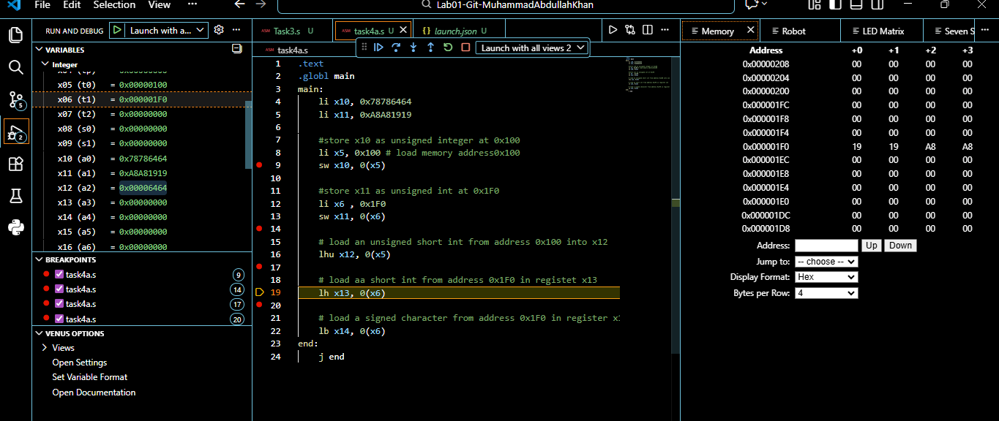 File Edit Selection View ··· Lab01-Git-MuhammadAbdullahKhan
RUN AND DEBUG Launch with a... ···
Task3.s U task4a.s U launch.json U ···
Launch with all views 2
task4a.s
VARIABLES
Integer
x05 (t0) = 0x00000100
x06 (t1) = 0x000001F0
x07 (t2) = 0x00000000
x08 (s0) = 0x00000000
x09 (s1) = 0x00000000
x10 (a0) = 0x78786464
x11 (a1) = 0xA8A81919
x12 (a2) = 0x00006464
x13 (a3) = 0x00000000
x14 (a4) = 0x00000000
x15 (a5) = 0x00000000
x16 (a6) = 0x00000000
BREAKPOINTS
task4a.s 9
task4a.s 14
task4a.s 17
task4a.s 20
VENUS OPTIONS
Views
Open Settings
Set Variable Format
Open Documentation
5
2
1 .text
2 .globl main
3 main:
4 li x10, 0x78786464
5 li x11, 0xA8A81919
6
7 #store x10 as unsigned integer at 0x100
8 li x5, 0x100 # load memory address0x100
9 sw x10, 0(x5)
10
11 #store x11 as unsigned int at 0x1F0
12 li x6 , 0x1F0
13 sw x11, 0(x6)
14
15 # load an unsigned short int from address 0x100 into x12
16 lhu x12, 0(x5)
17
18 # load aa short int from address 0x1F0 in registet x13
19 lh x13, 0(x6)
20
21 # load a signed character from address 0x1F0 in register x1
22 lb x14, 0(x6)
23 end:
24 j end
Memory Robot LED Matrix Seven S ···
Address +0 +1 +2 +3
0x00000208 00 00 00 00
0x00000204 00 00 00 00
0x00000200 00 00 00 00
0x000001FC 00 00 00 00
0x000001F8 00 00 00 00
0x000001F4 00 00 00 00
0x000001F0 19 19 A8 A8
0x000001EC 00 00 00 00
0x000001E8 00 00 00 00
0x000001E4 00 00 00 00
0x000001E0 00 00 00 00
0x000001DC 00 00 00 00
0x000001D8 00 00 00 00
Address: Up Down
Jump to: -- choose --
Display Format: Hex
Bytes per Row: 4